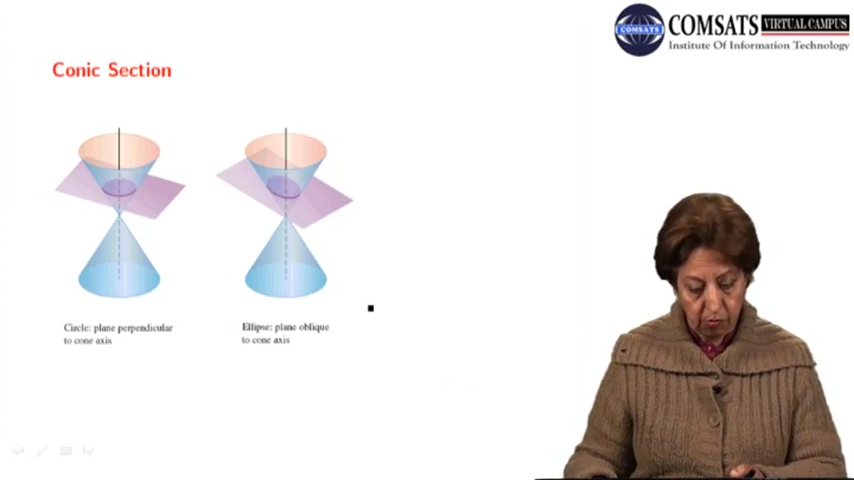 COMSATS VIRTUAL CAMPUS
COMSATS
Institute Of Information Technology
Conic Section
Circle: plane perpendicular
to cone axis
Ellipse: plane oblique
to cone axis